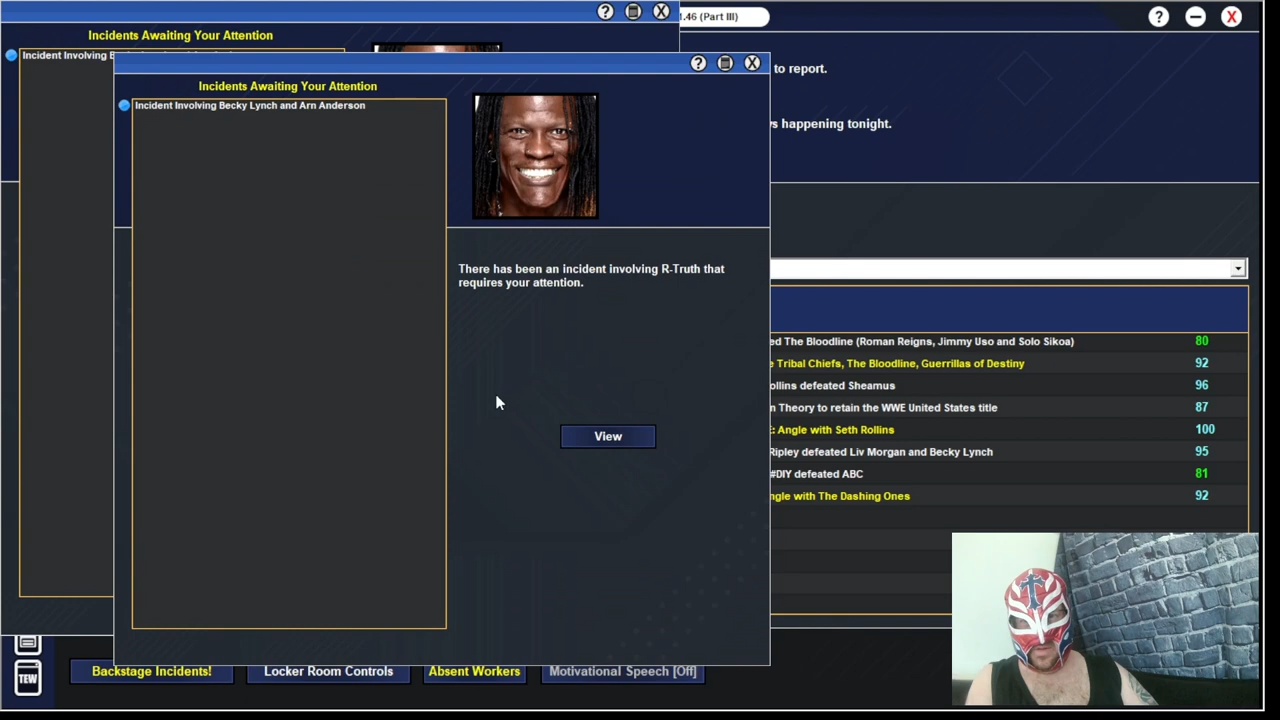 Incidents Awaiting Your Attention
Incident Involving B
1.46 (Part III)
to report.
Incidents Awaiting Your Attention
Incident Involving Becky Lynch and Arn Anderson
happening tonight.
There has been an incident involving R-Truth that
requires your attention.
View
ed The Bloodline (Roman Reigns, Jimmy Uso and Solo Sikoa) 80
e Tribal Chiefs, The Bloodline, Guerrillas of Destiny 92
ollins defeated Sheamus 96
n Theory to retain the WWE United States title 87
E: Angle with Seth Rollins 100
Ripley defeated Liv Morgan and Becky Lynch 95
#DIY defeated ABC 81
ngle with The Dashing Ones 92
TEW
Backstage Incidents!
Locker Room Controls
Absent Workers
Motivational Speech [Off]